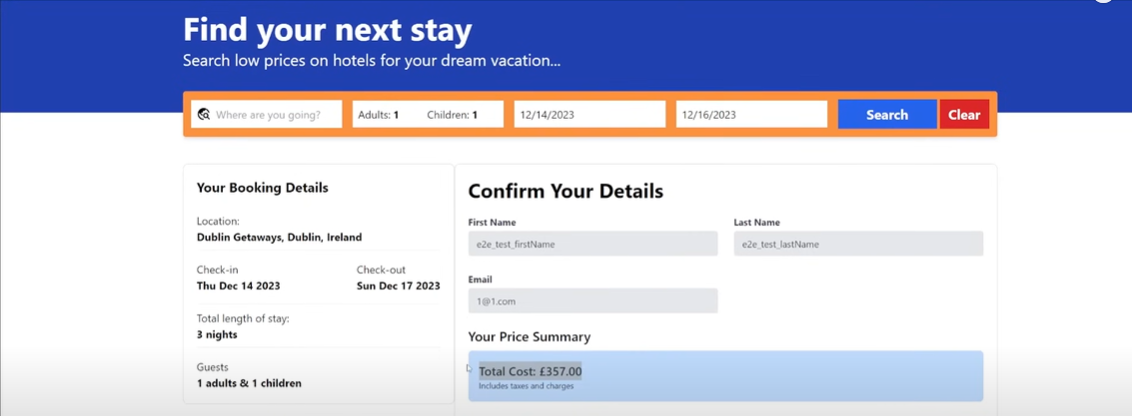 Find your next stay
Search low prices on hotels for your dream vacation...
Where are you going?
Adults: 1 Children: 1
12/14/2023
12/16/2023
Search
Clear
Your Booking Details
Location:
Dublin Getaways, Dublin, Ireland
Check-in Check-out
Thu Dec 14 2023 Sun Dec 17 2023
Total length of stay:
3 nights
Guests
1 adults & 1 children
Confirm Your Details
First Name Last Name
e2e_test_firstName e2e_test_lastName
Email
1@1.com
Your Price Summary
Total Cost: £357.00
Includes taxes and charges